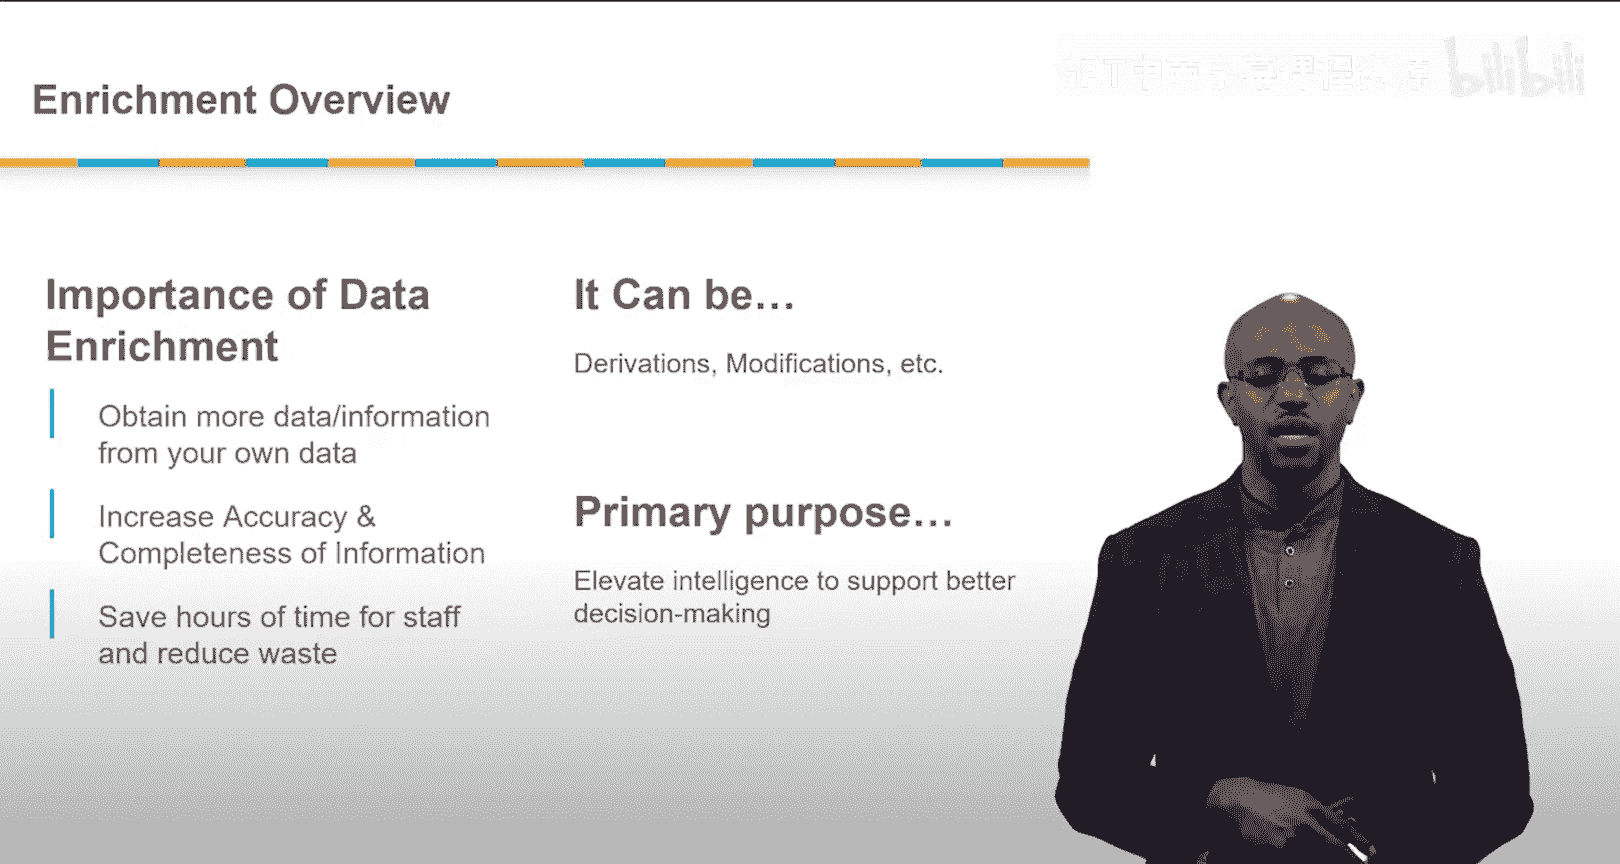 Enrichment Overview
bilibili
Importance of Data
Enrichment
Obtain more data/information
from your own data
Increase Accuracy &
Completeness of Information
Save hours of time for staff
and reduce waste
It Can be…
Derivations, Modifications, etc.
Primary purpose…
Elevate intelligence to support better
decision-making